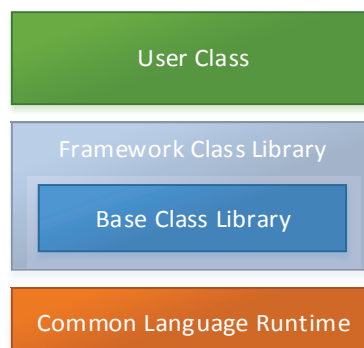 User Class
Framework Class Library
Base Class Library
Common Language Runtime